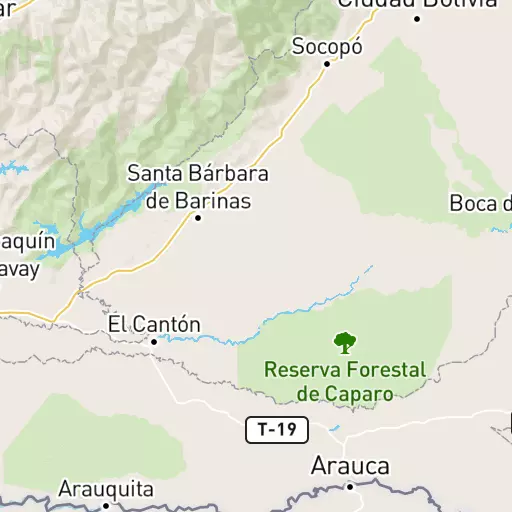 Ciudad Bolivia
ar
Socopó
Santa Bárbara
de Barinas
Boca d
aquín
avay
El Cantón
Reserva Forestal
de Caparo
T-19
Arauca
Arauquita